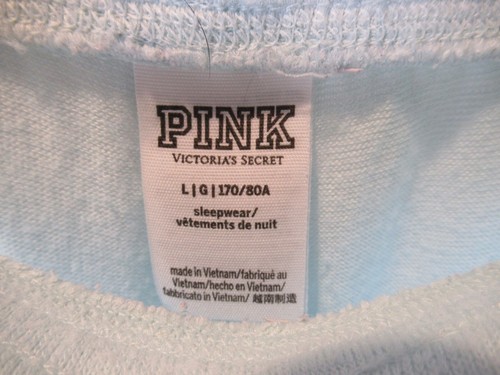 PINK
VICTORIA'S SECRET
L|G|170/80A
sleepwear/
vêtements de nuit
made in Vietnam/fabriqué au
Vietnam/hecho en Vietnam/
fabbricato in Vietnam/越南制造